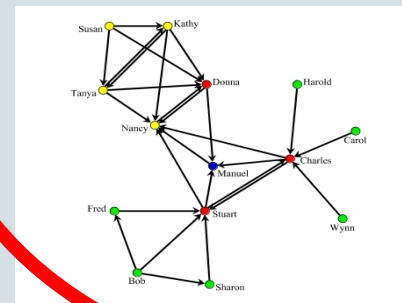 Susan
Kathy
Tanya
Donna
Harold
Nancy
Carol
Charles
Manuel
Fred
Stuart
Wynn
Bob
Sharon